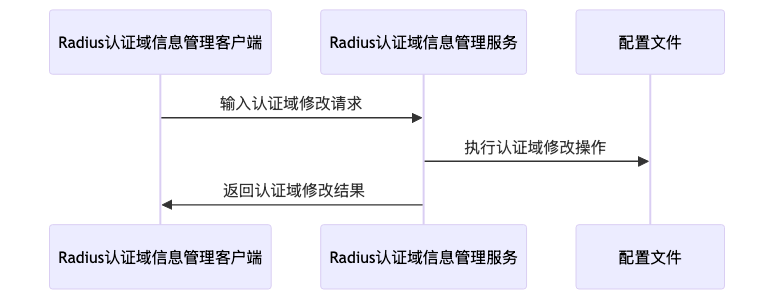 Radius认证域信息管理客户端
Radius认证域信息管理服务
配置文件
输入认证域修改请求
执行认证域修改操作
返回认证域修改结果
Radius认证域信息管理客户端
Radius认证域信息管理服务
配置文件